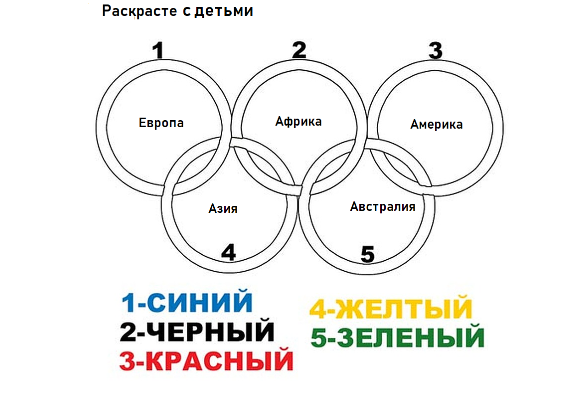 Раскрасте с детьми
1 2 3
Европа Африка Америка
Азия Австралия
4 5
1-СИНИЙ
2-ЧЕРНЫЙ
3-КРАСНЫЙ
4-ЖЕЛТЫЙ
5-ЗЕЛЕНЫЙ